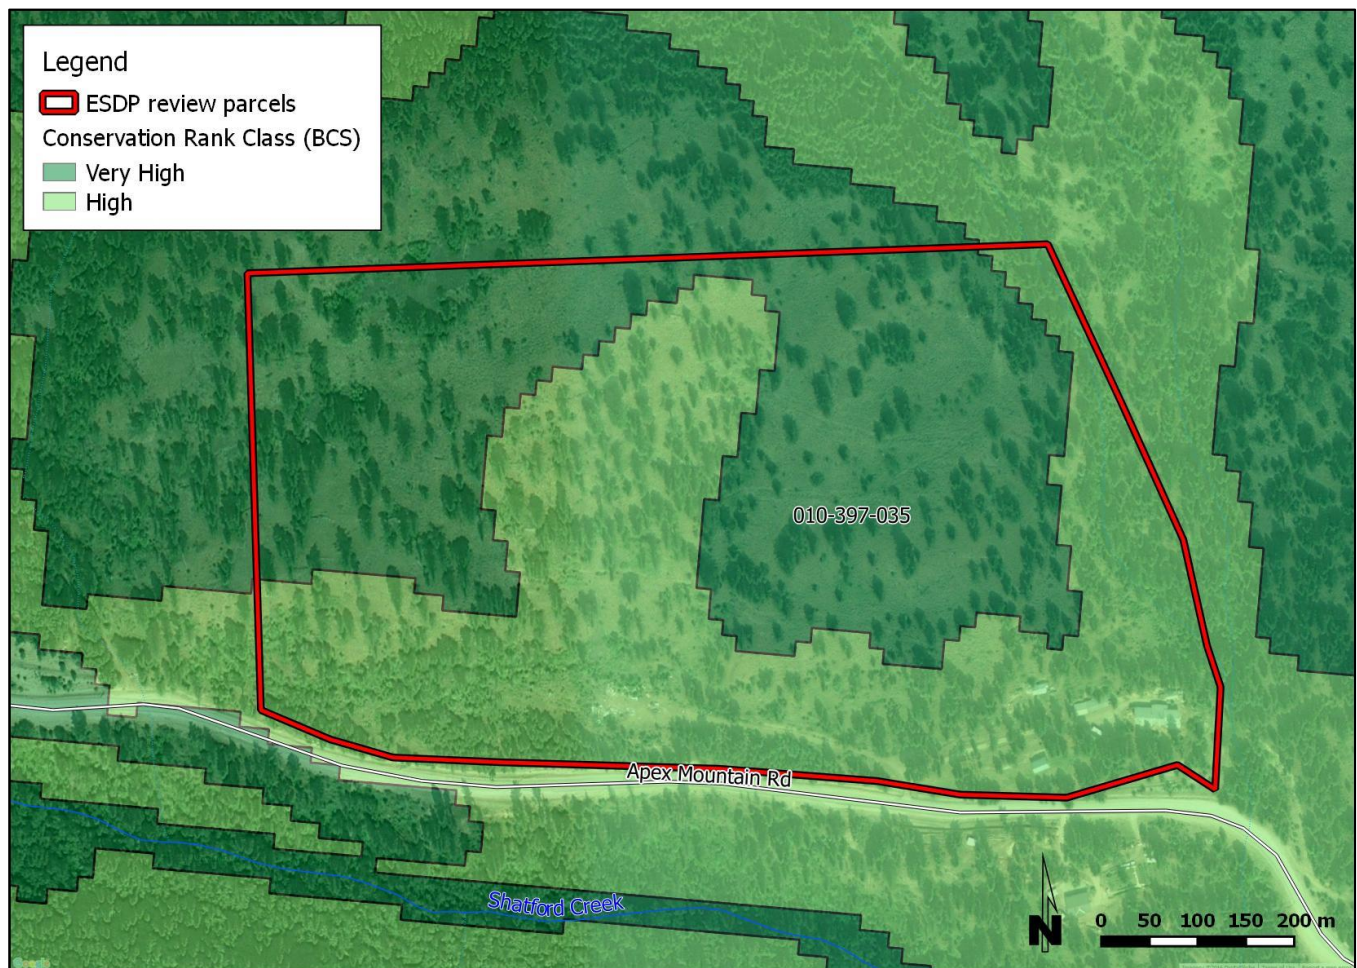 Legend
ESDP review parcels
Conservation Rank Class (BCS)
Very High
High
010-397-035
Apex Mountain Rd
Shatford Creek
N
0 50 100 150 200 m
Google